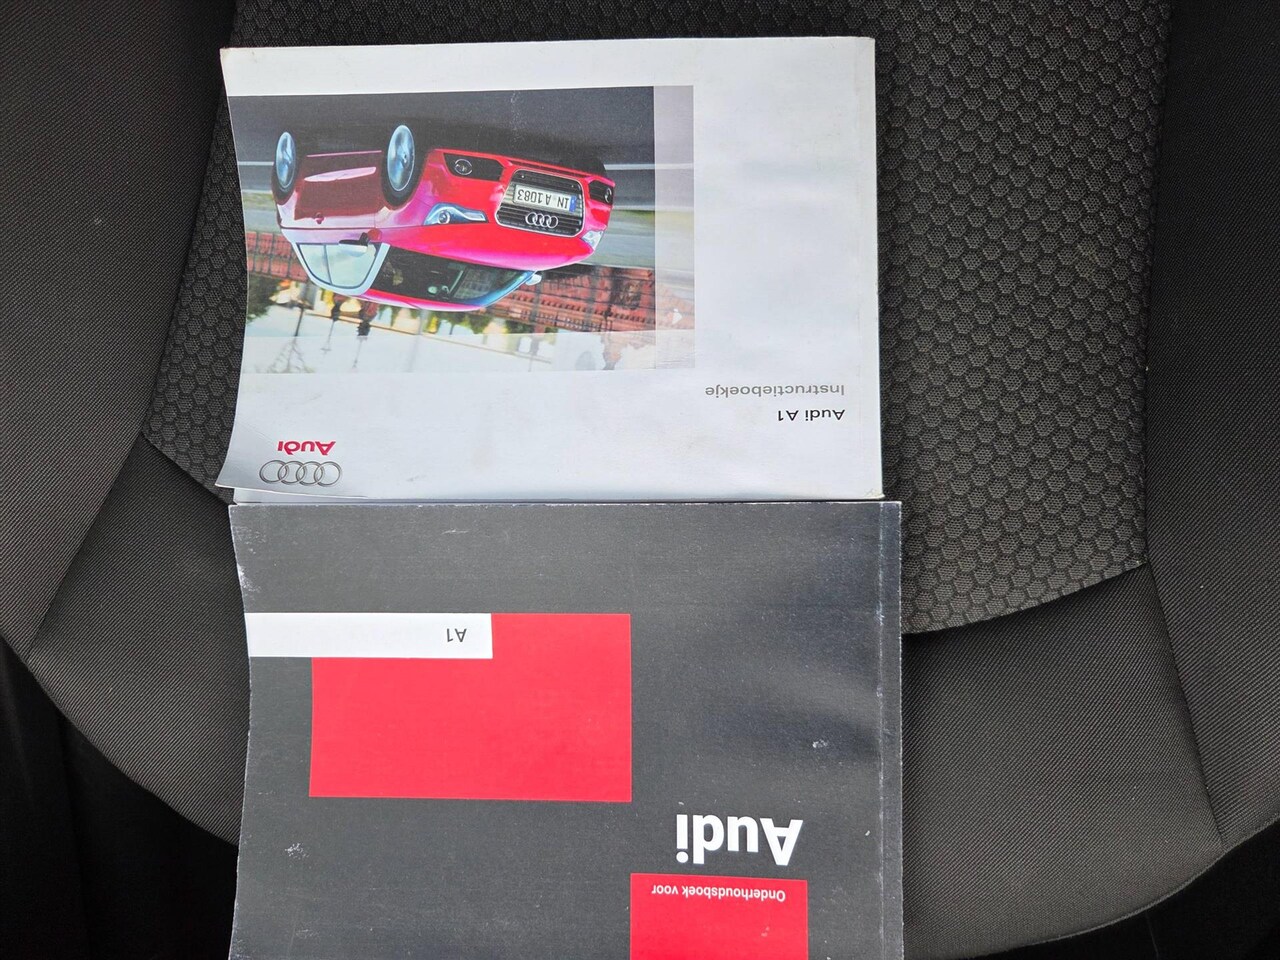 Audi A1
Instructieboekje
IN A 1083
Audi
Onderhoudsboek voor
Audi
A1